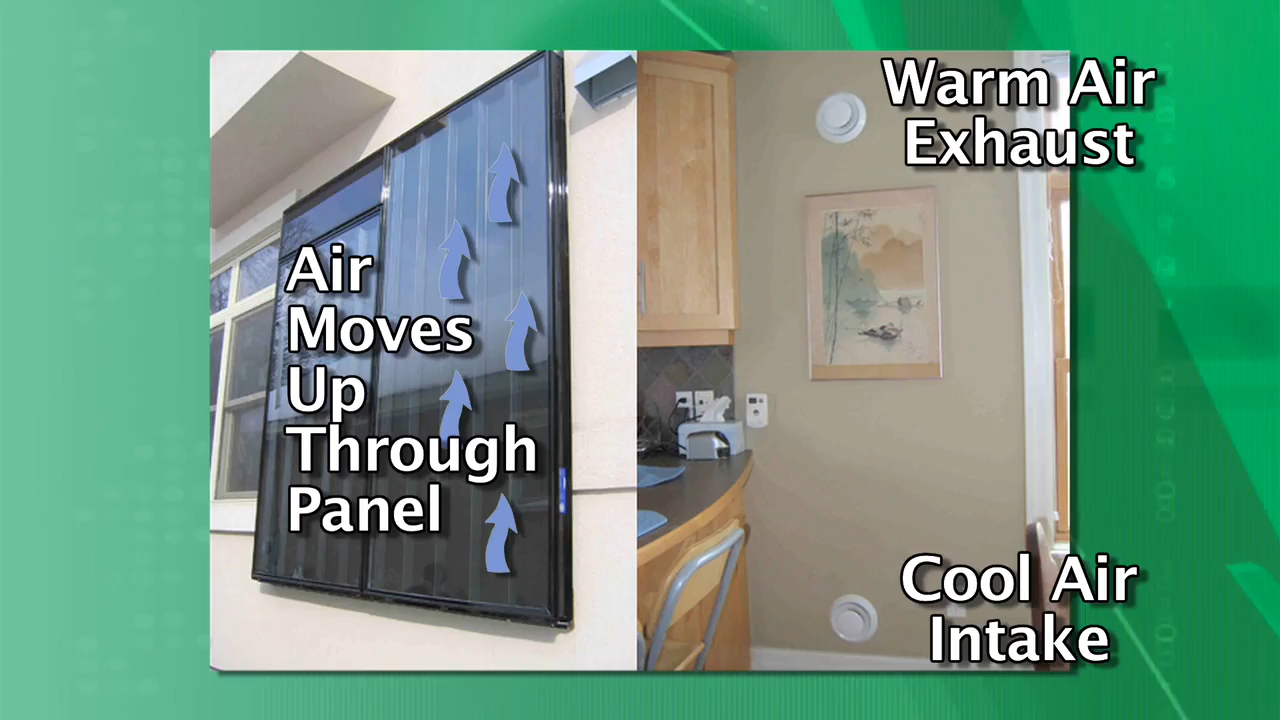 Air
Moves
Up
Through
Panel
Warm Air
Exhaust
Cool Air
Intake